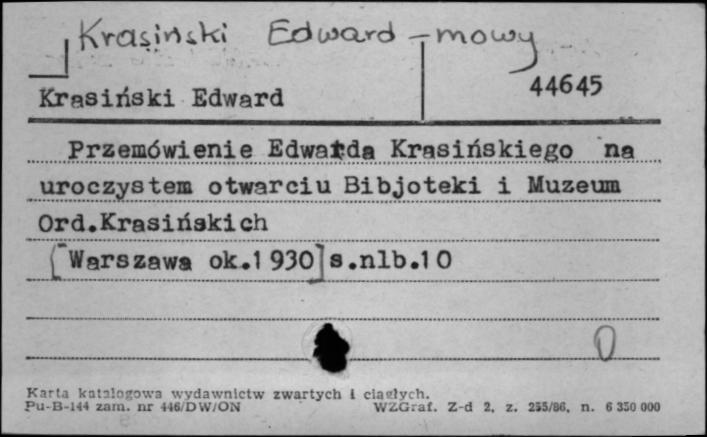 Krasiński Edward - mowy
Krasiński Edward
44645
Przemówienie Edwarda Krasińskiego na
uroczystem otwarciu Bibjoteki i Muzeum
Ord.Krasińskich
[Warszawa ok.1930] s.nlb.10
0
Karta katalogowa wydawnictw zwartych i ciągłych.
Pu-B-144 zam. nr 446/DW/ON WZGraf. Z-d 2, z. 255/86, n. 6 350 000